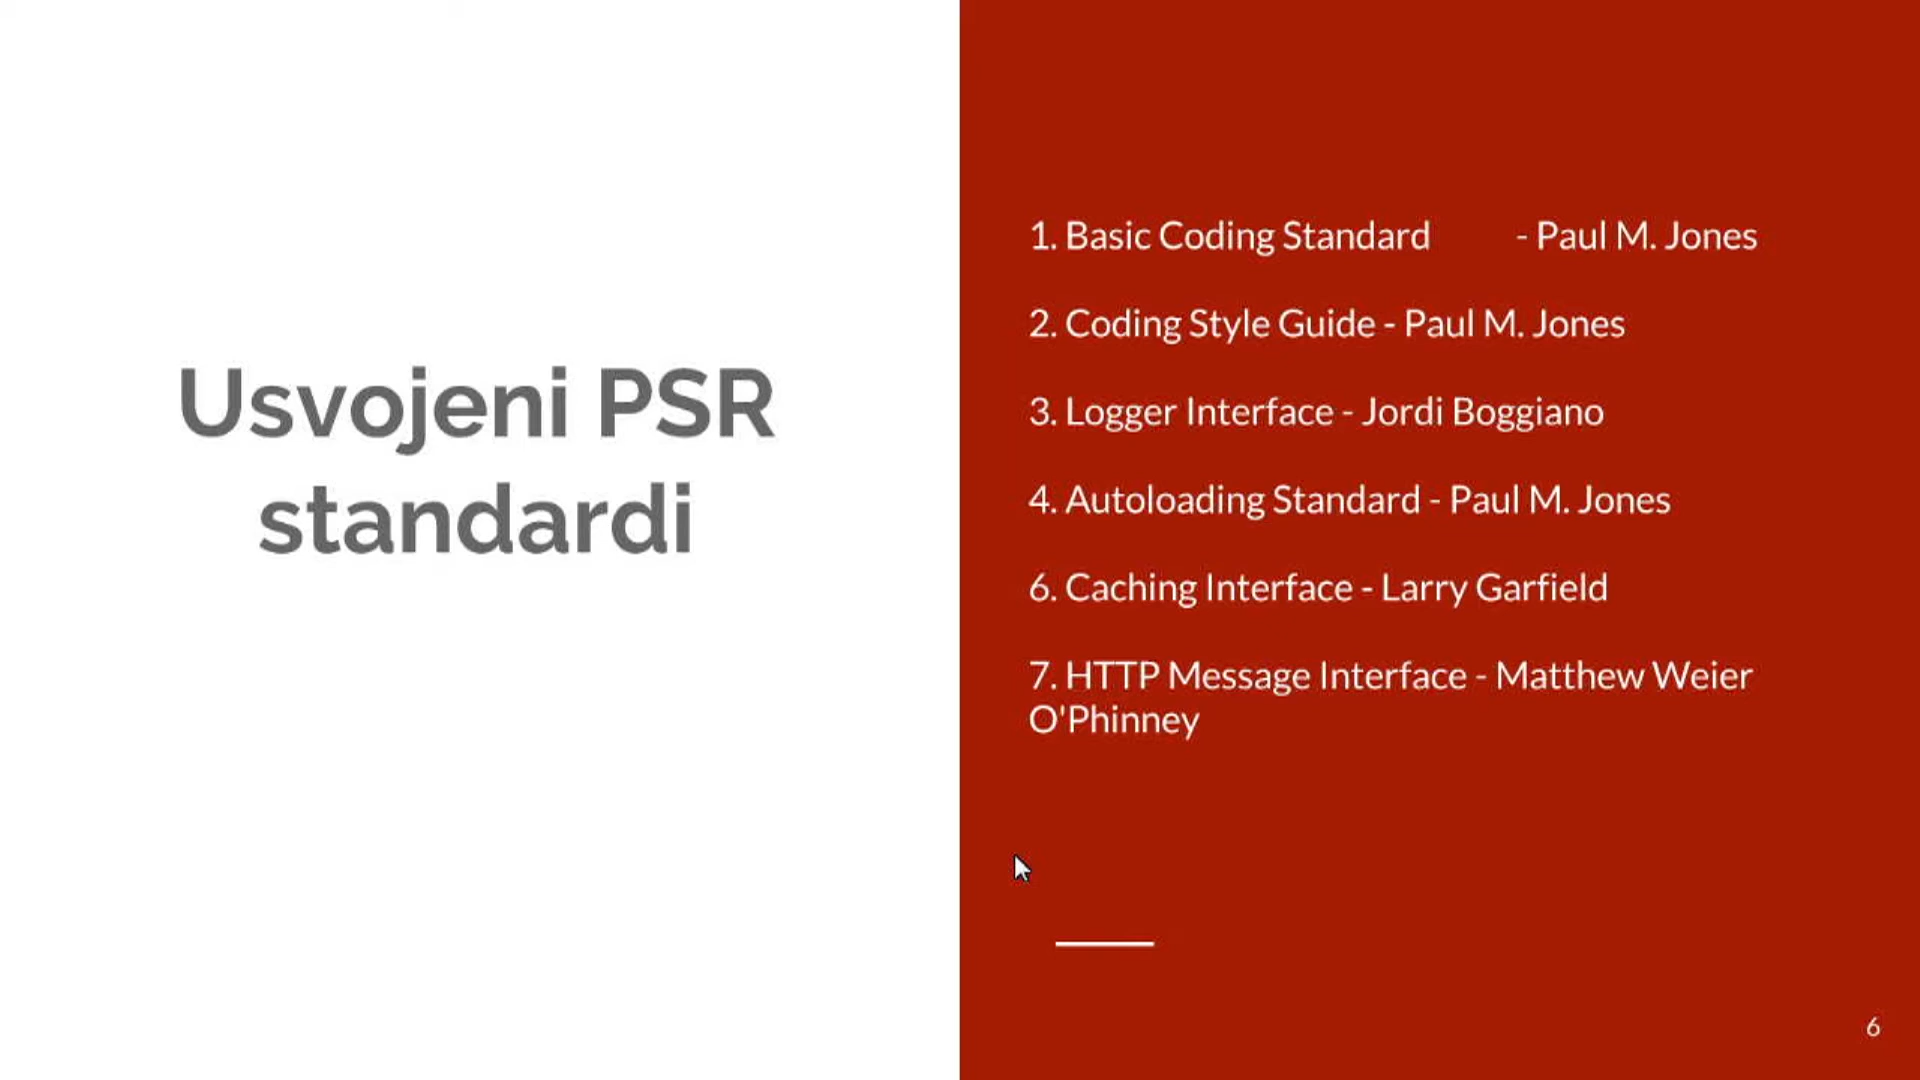 Usvojeni PSR
standardi
1. Basic Coding Standard - Paul M. Jones
2. Coding Style Guide - Paul M. Jones
3. Logger Interface - Jordi Boggiano
4. Autoloading Standard - Paul M. Jones
6. Caching Interface - Larry Garfield
7. HTTP Message Interface - Matthew Weier
O'Phinney
6